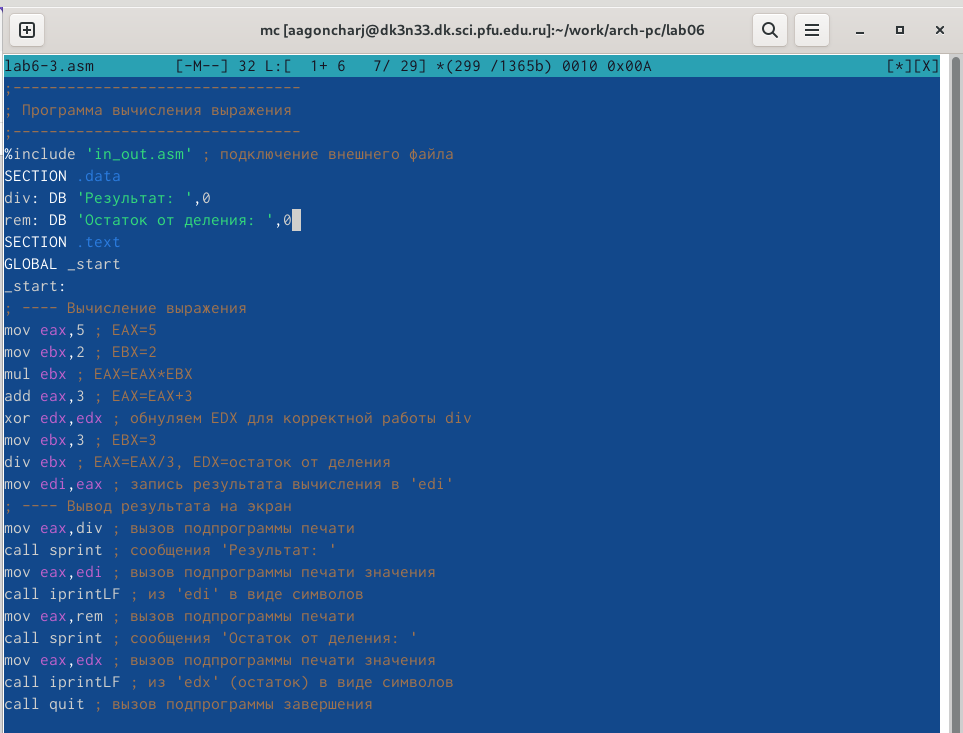 mc [aagoncharj@dk3n33.dk.sci.pfu.edu.ru]:~/work/arch-pc/lab06
lab6-3.asm [-M--] 32 L:[ 1+ 6 7/ 29] *(299 /1365b) 0010 0x00A [*][X]
;--------------------------------
; Программа вычисления выражения
;--------------------------------
%include 'in_out.asm' ; подключение внешнего файла
SECTION .data
div: DB 'Результат: ',0
rem: DB 'Остаток от деления: ',0
SECTION .text
GLOBAL _start
_start:
; ---- Вычисление выражения
mov eax,5 ; EAX=5
mov ebx,2 ; EBX=2
mul ebx ; EAX=EAX*EBX
add eax,3 ; EAX=EAX+3
xor edx,edx ; обнуляем EDX для корректной работы div
mov ebx,3 ; EBX=3
div ebx ; EAX=EAX/3, EDX=остаток от деления
mov edi,eax ; запись результата вычисления в 'edi'
; ---- Вывод результата на экран
mov eax,div ; вызов подпрограммы печати
call sprint ; сообщения 'Результат: '
mov eax,edi ; вызов подпрограммы печати значения
call iprintLF ; из 'edi' в виде символов
mov eax,rem ; вызов подпрограммы печати
call sprint ; сообщения 'Остаток от деления: '
mov eax,edx ; вызов подпрограммы печати значения
call iprintLF ; из 'edx' (остаток) в виде символов
call quit ; вызов подпрограммы завершения